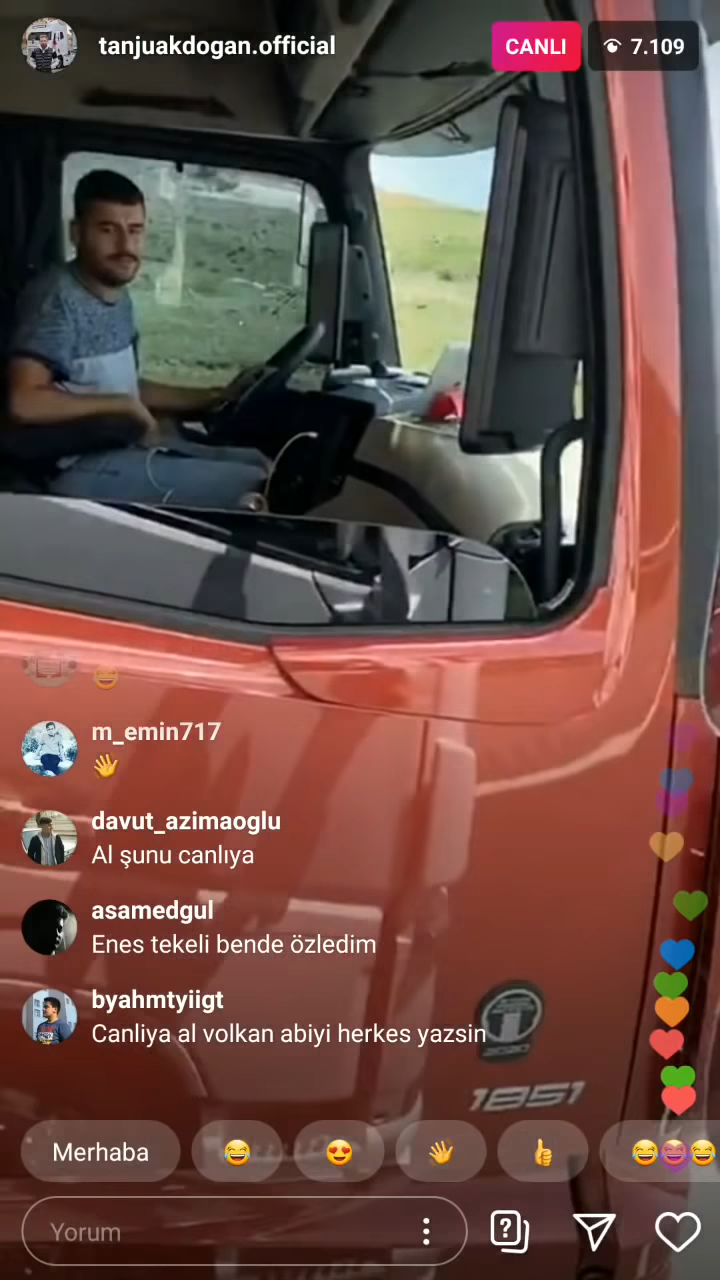 tanjuakdogan.official
CANLI
7.109
m_emin717
davut_azimaoglu
Al şunu canlıya
asamedgul
Enes tekeli bende özledim
byahmtyiigt
Canliya al volkan abiyi herkes yazsin
1851
Merhaba
Yorum